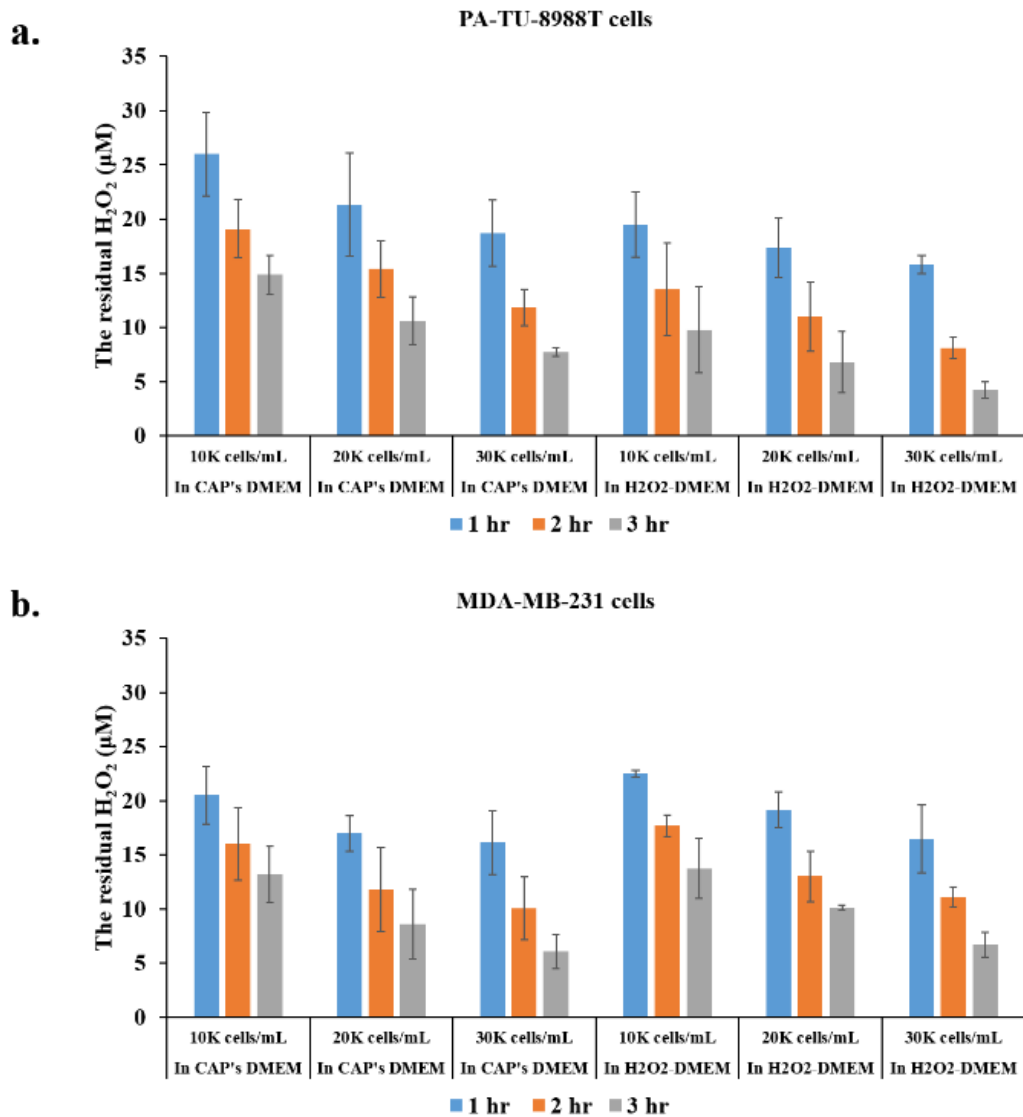 a.
PA-TU-8988T cells
The residual H₂O₂ (µM)
35
30
25
20
15
10
5
0
10K cells/mL 20K cells/mL 30K cells/mL 10K cells/mL 20K cells/mL 30K cells/mL
In CAP's DMEM In CAP's DMEM In CAP's DMEM In H2O2-DMEM In H2O2-DMEM In H2O2-DMEM
1 hr 2 hr 3 hr
b.
MDA-MB-231 cells
The residual H₂O₂ (µM)
35
30
25
20
15
10
5
0
10K cells/mL 20K cells/mL 30K cells/mL 10K cells/mL 20K cells/mL 30K cells/mL
In CAP's DMEM In CAP's DMEM In CAP's DMEM In H2O2-DMEM In H2O2-DMEM In H2O2-DMEM
1 hr 2 hr 3 hr